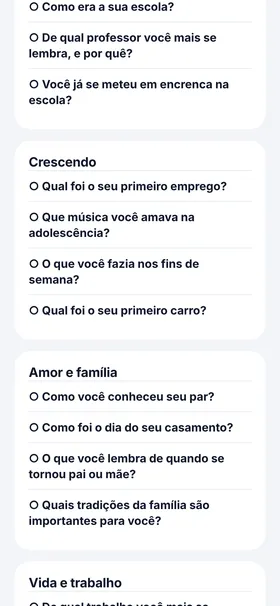 ○ Como era a sua escola?
○ De qual professor você mais se
lembra, e por quê?
○ Você já se meteu em encrenca na
escola?
Crescendo
○ Qual foi o seu primeiro emprego?
○ Que música você amava na
adolescência?
○ O que você fazia nos fins de
semana?
○ Qual foi o seu primeiro carro?
Amor e família
○ Como você conheceu seu par?
○ Como foi o dia do seu casamento?
○ O que você lembra de quando se
tornou pai ou mãe?
○ Quais tradições da família são
importantes para você?
Vida e trabalho